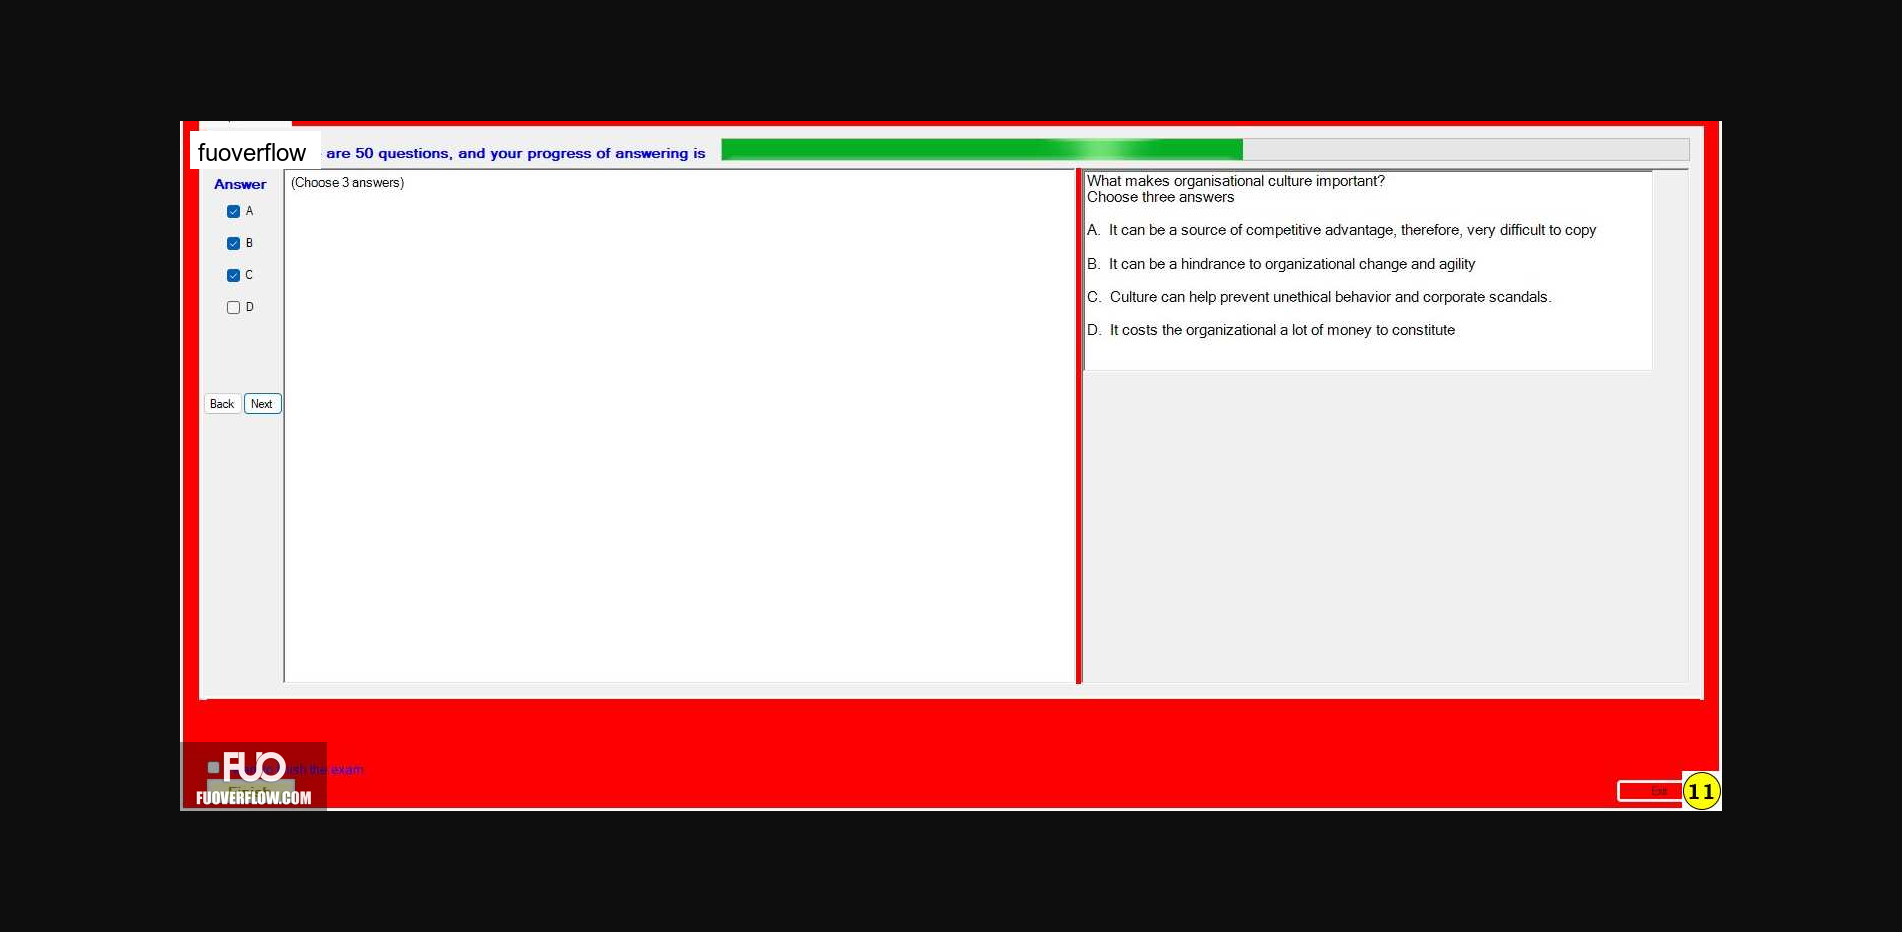 fuoverflow are 50 questions, and your progress of answering is
Answer
A
B
C
D
Back Next
(Choose 3 answers)
What makes organisational culture important?
Choose three answers
A. It can be a source of competitive advantage, therefore, very difficult to copy
B. It can be a hindrance to organizational change and agility
C. Culture can help prevent unethical behavior and corporate scandals.
D. It costs the organizational a lot of money to constitute
FUO
the exam
Finish
FUOVERFLOW.COM
Exit
11